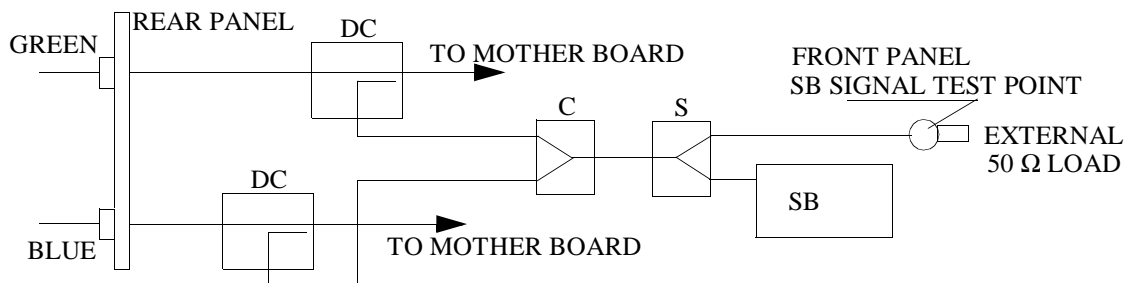 REAR PANEL
GREEN
DC
TO MOTHER BOARD
FRONT PANEL
SB SIGNAL TEST POINT
C
S
EXTERNAL
50 Ω LOAD
DC
SB
BLUE
TO MOTHER BOARD